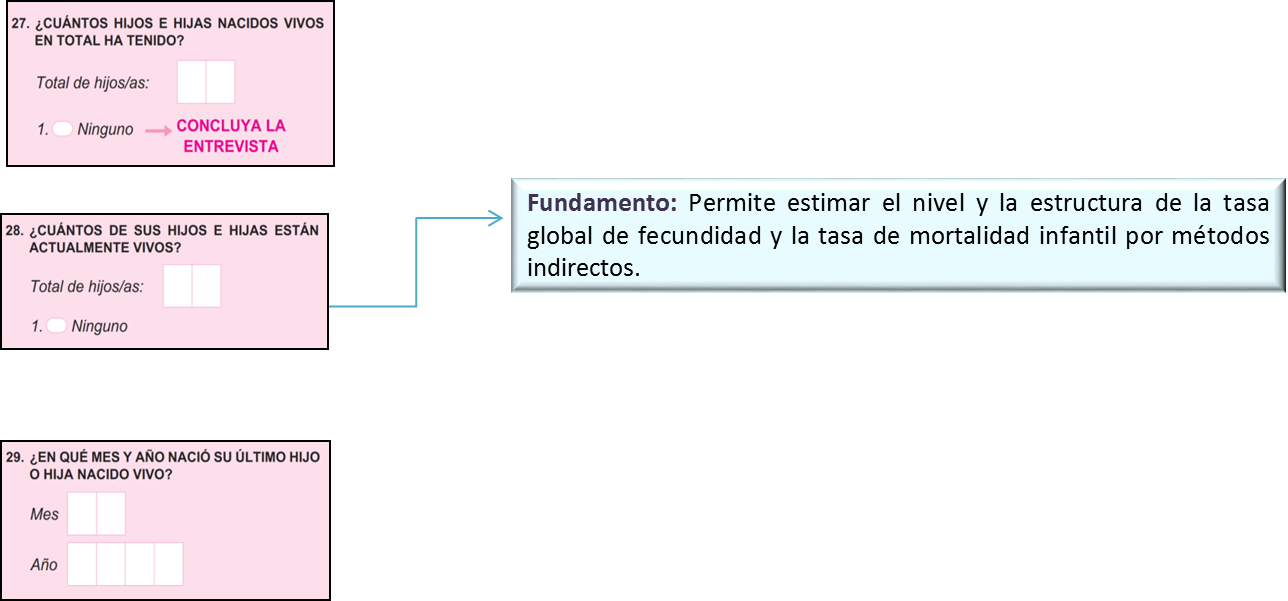 27. ¿CUÁNTOS HIJOS E HIJAS NACIDOS VIVOS
EN TOTAL HA TENIDO?
Total de hijos/as:
1. Ninguno CONCLUYA LA
ENTREVISTA
28. ¿CUÁNTOS DE SUS HIJOS E HIJAS ESTÁN
ACTUALMENTE VIVOS?
Total de hijos/as:
1. Ninguno
Fundamento: Permite estimar el nivel y la estructura de la tasa
global de fecundidad y la tasa de mortalidad infantil por métodos
indirectos.
29. ¿EN QUÉ MES Y AÑO NACIÓ SU ÚLTIMO HIJO
O HIJA NACIDO VIVO?
Mes
Año